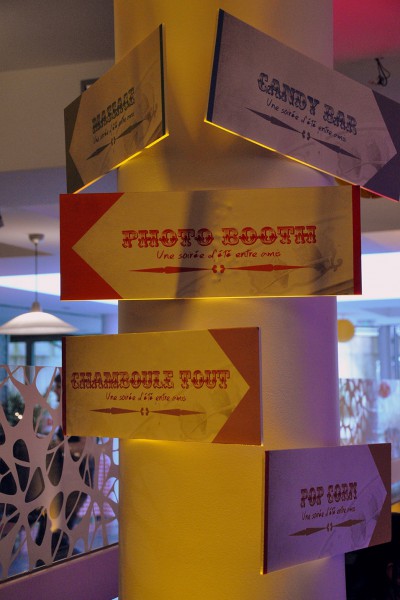 MASSAGE
Une soirée d'été entre amis
CANDY BAR
Une soirée d'été entre amis
PHOTO BOOTH
Une soirée d'été entre amis
CHAMBOULE TOUT
Une soirée d'été entre amis
POP CORN
Une soirée d'été entre amis